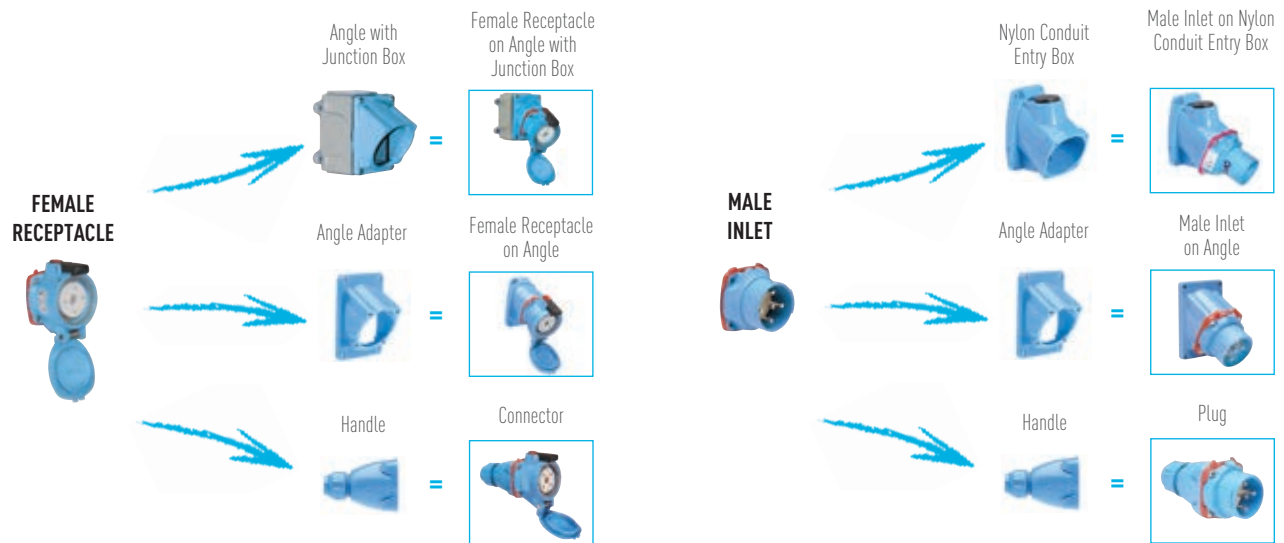 Angle with
Junction Box
Female Receptacle
on Angle with
Junction Box
=
FEMALE
RECEPTACLE
Angle Adapter
Female Receptacle
on Angle
=
Handle
Connector
=
Nylon Conduit
Entry Box
Male Inlet on Nylon
Conduit Entry Box
=
MALE
INLET
Angle Adapter
Male Inlet
on Angle
=
Handle
Plug
=